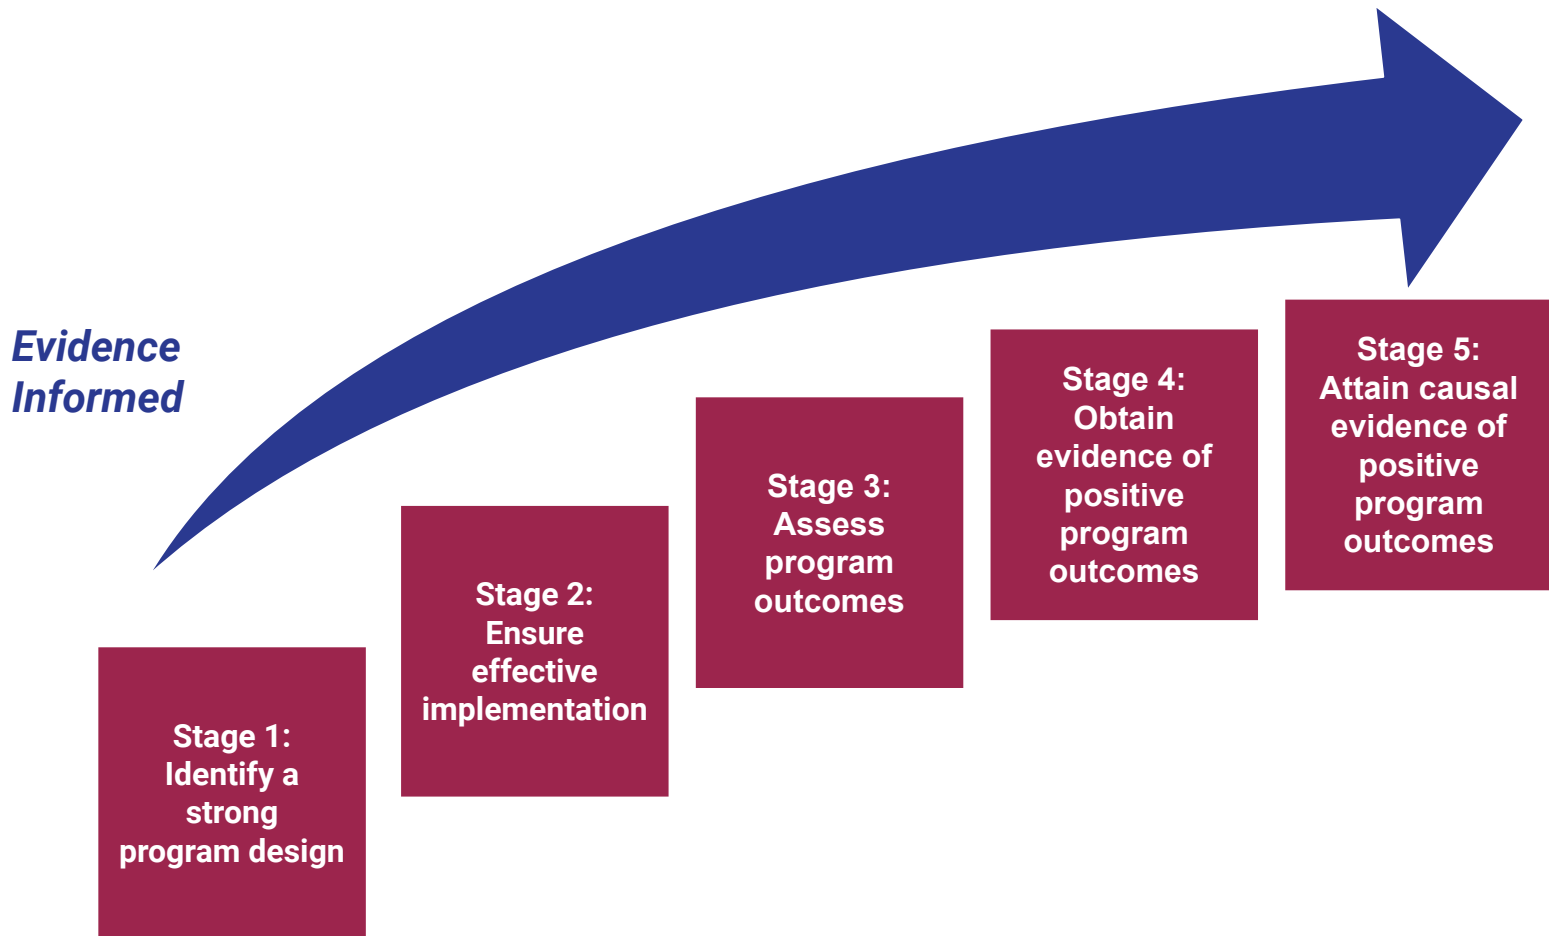 Evidence
Informed
Stage 1:
Identify a
strong
program design
Stage 2:
Ensure
effective
implementation
Stage 3:
Assess
program
outcomes
Stage 4:
Obtain
evidence of
positive
program
outcomes
Stage 5:
Attain causal
evidence of
positive
program
outcomes